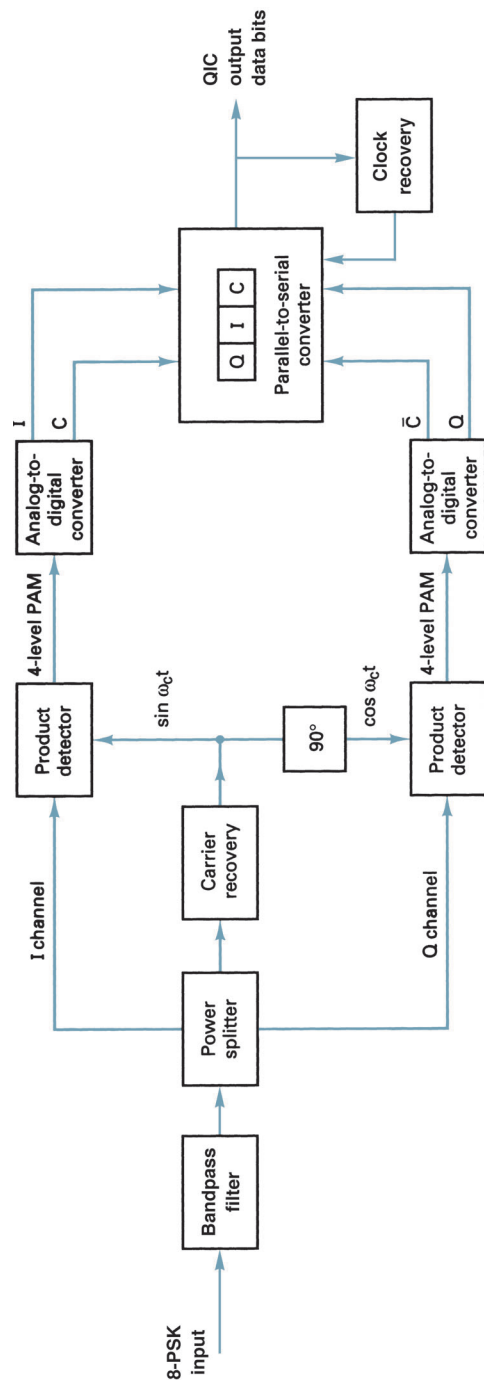 8-PSK
input
Bandpass
filter
Power
splitter
I channel
Q channel
Carrier
recovery
Product
detector
sin ωct
90°
cos ωct
Product
detector
4-level PAM
4-level PAM
Analog-to-
digital
converter
Analog-to-
digital
converter
I
C
C̅
Q
Q I C
Parallel-to-serial
converter
Clock
recovery
QIC
output
data bits